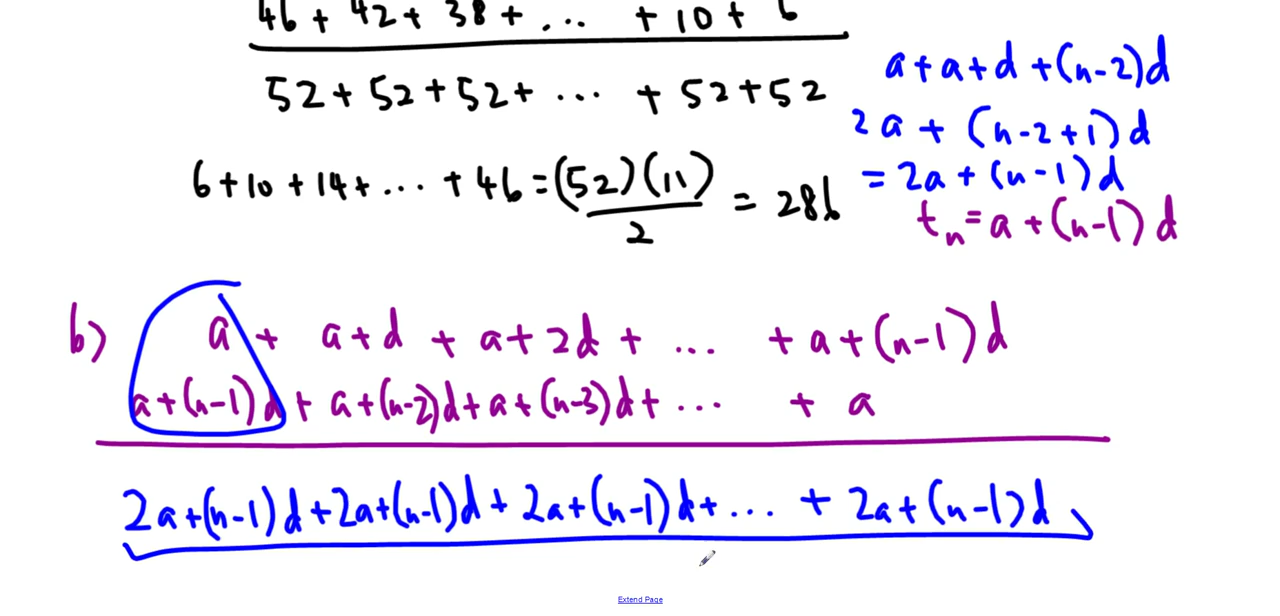 46 + 42 + 38 + ... + 10 + 6
52 + 52 + 52 + ... + 52 + 52
6 + 10 + 14 + ... + 46 = (52)(11) / 2 = 286
a + a + d + (n-2)d
2a + (n-2+1)d
= 2a + (n-1)d
tn = a + (n-1)d
b) a + a+d + a+2d + ... + a+(n-1)d
a+(n-1)d + a+(n-2)d + a+(n-3)d + ... + a
2a+(n-1)d + 2a+(n-1)d + 2a+(n-1)d + ... + 2a+(n-1)d
Extend Page